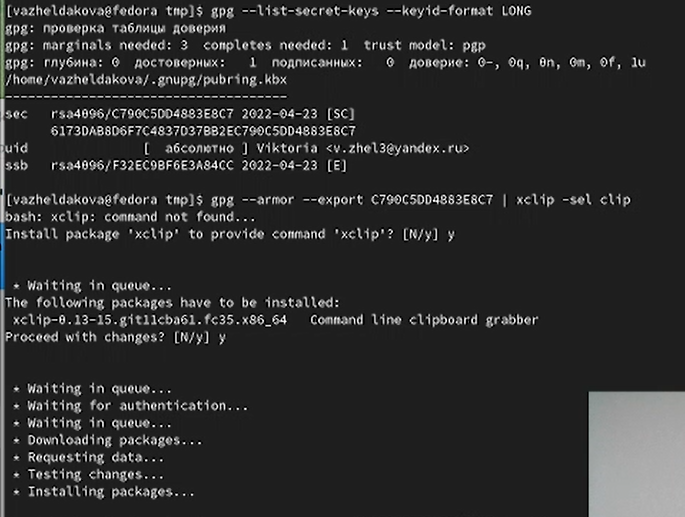 [vazheldakova@fedora tmp]$ gpg --list-secret-keys --keyid-format LONG
gpg: проверка таблицы доверия
gpg: marginals needed: 3  completes needed: 1  trust model: pgp
gpg: глубина: 0  достоверных:   1  подписанных:   0  доверие: 0-, 0q, 0n, 0m, 0f, 1u
/home/vazheldakova/.gnupg/pubring.kbx
-------------------------------------
sec   rsa4096/C790C5DD4883E8C7 2022-04-23 [SC]
      6173DAB8D6F7C4837D37BB2EC790C5DD4883E8C7
uid              [  абсолютно ] Viktoria <v.zhel3@yandex.ru>
ssb   rsa4096/F32EC9BF6E3A84CC 2022-04-23 [E]
[vazheldakova@fedora tmp]$ gpg --armor --export C790C5DD4883E8C7 | xclip -sel clip
bash: xclip: command not found...
Install package 'xclip' to provide command 'xclip'? [N/y] y
* Waiting in queue...
The following packages have to be installed:
xclip-0.13-15.git11cba61.fc35.x86_64   Command line clipboard grabber
Proceed with changes? [N/y] y
* Waiting in queue...
* Waiting for authentication...
* Waiting in queue...
* Downloading packages...
* Requesting data...
* Testing changes...
* Installing packages...